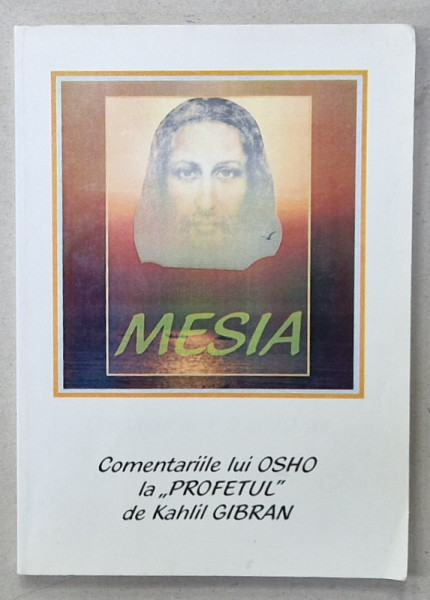 MESIA
Comentariile lui OSHO
la „PROFETUL”
de Kahlil GIBRAN